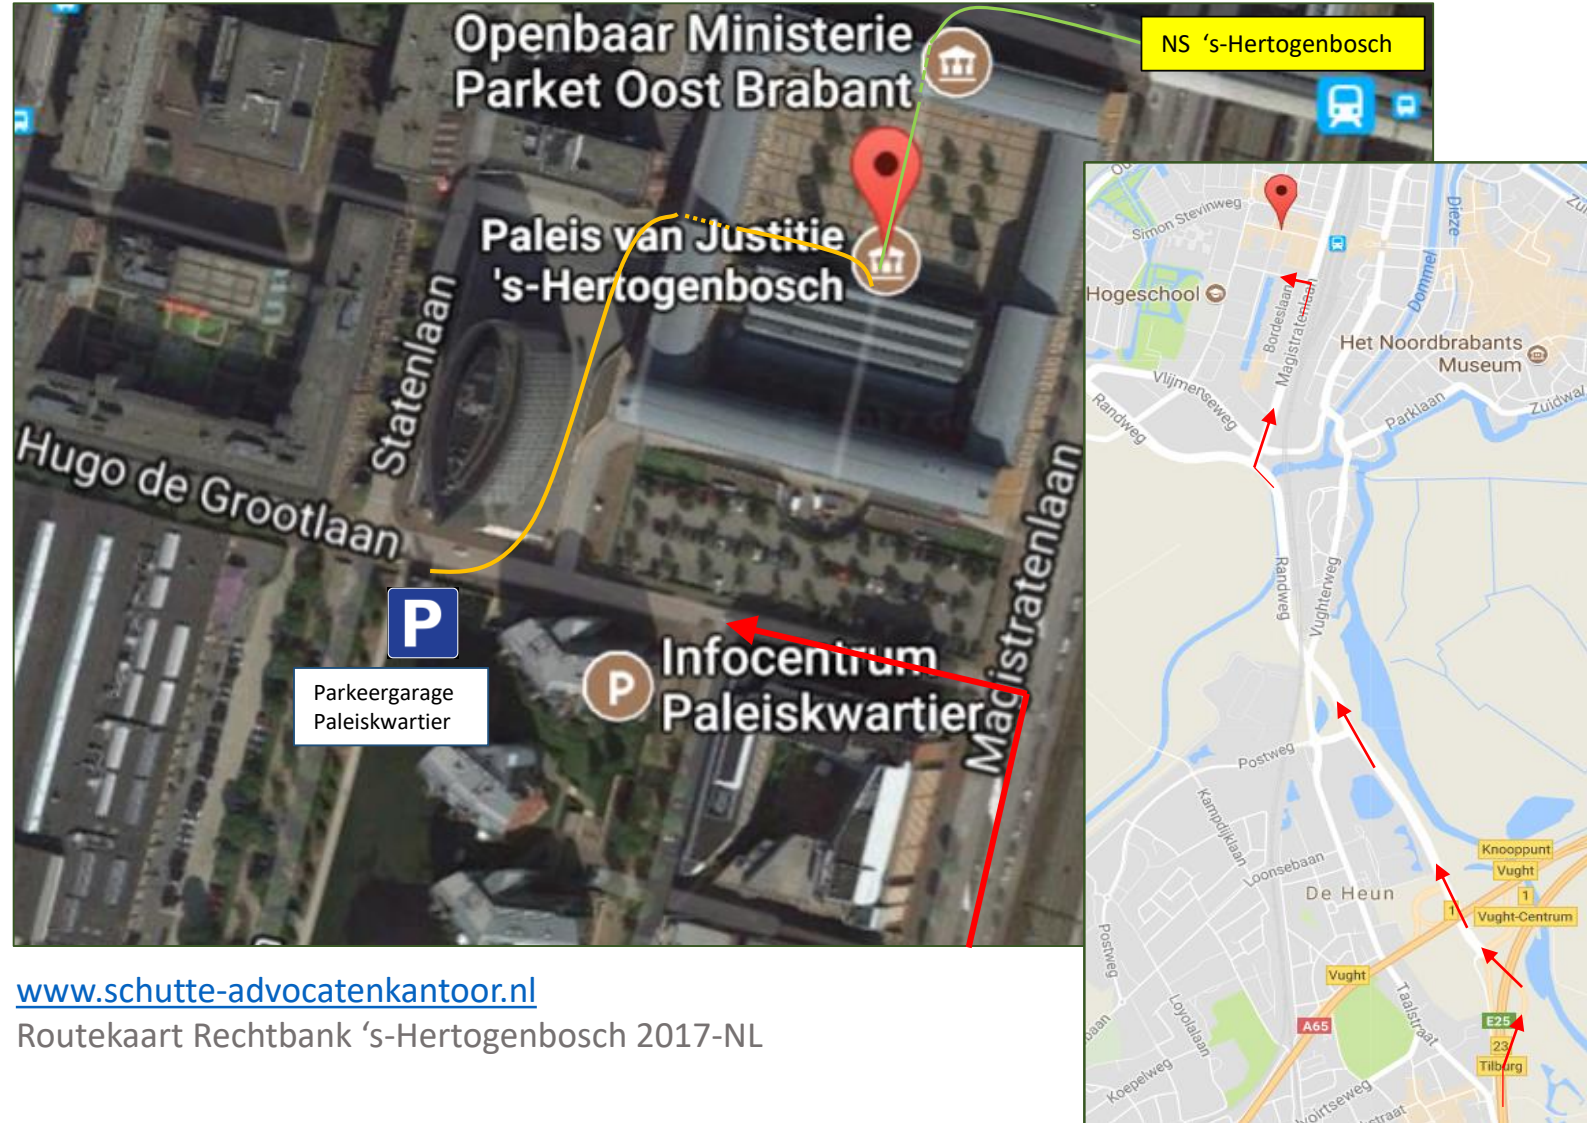 Openbaar Ministerie
Parket Oost Brabant
NS ‘s-Hertogenbosch
Paleis van Justitie
's-Hertogenbosch
Statenlaan
Hugo de Grootlaan
Magistratenlaan
P
Parkeergarage
Paleiskwartier
P
Infocentrum
Paleiskwartier
www.schutte-advocatenkantoor.nl
Routekaart Rechtbank ‘s-Hertogenbosch 2017-NL
Simon Stevinweg
Dieze
Dommel
Hogeschool
Bordeslaan
Magistratenlaan
Het Noordbrabants
Museum
Vlijmenseweg
Randweg
Parklaan
Zuidwal
Randweg
Vughterweg
Postweg
Kampdijklaan
Loonsebaan
De Heun
Knooppunt
Vught
1
1
Vught-Centrum
Postweg
Vught
Loyolalaan
Taalstraat
A65
E25
23
Tilburg
Koepelweg